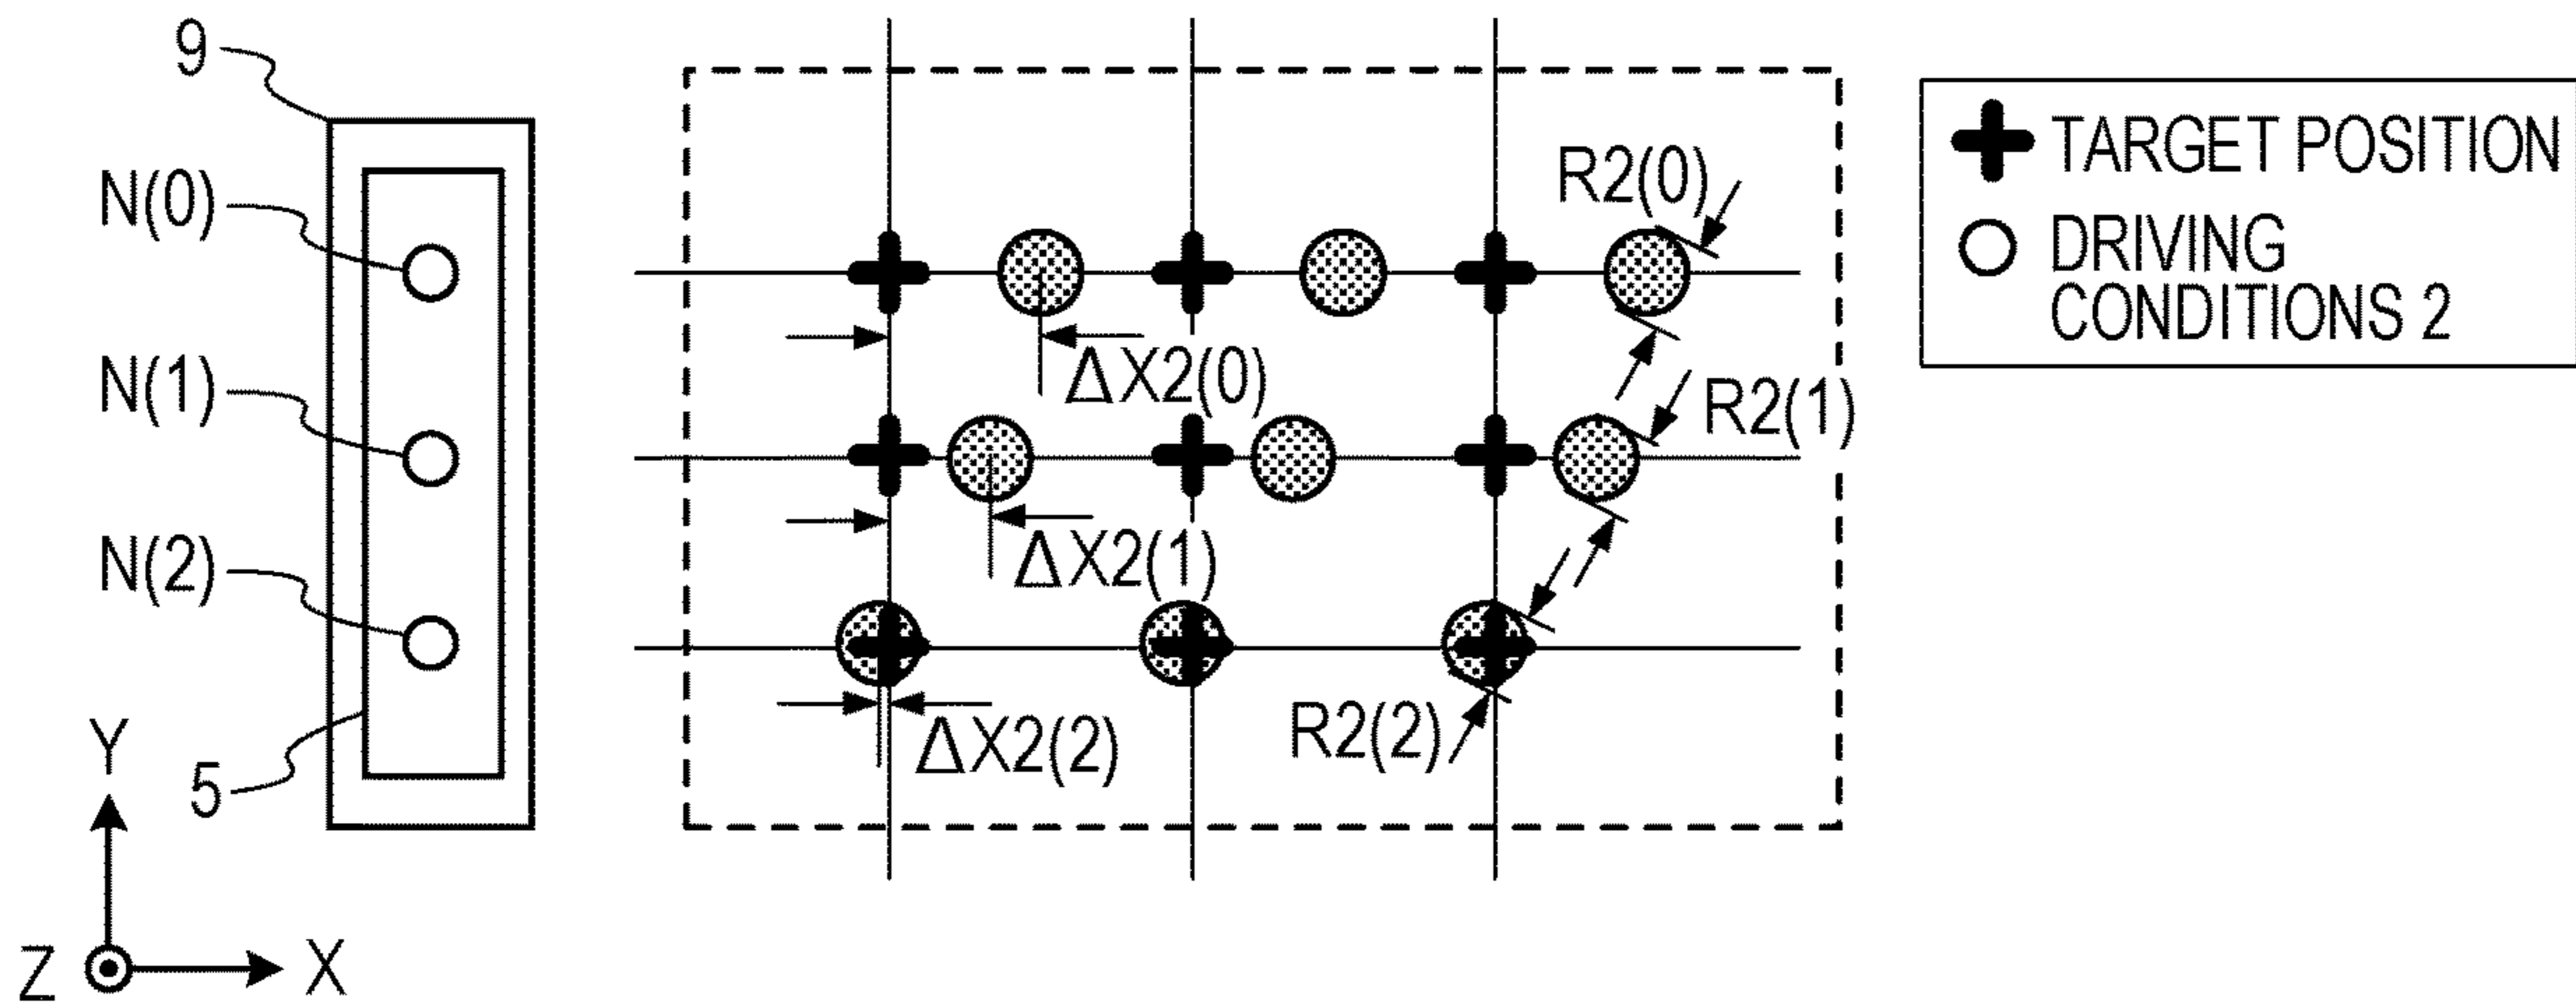 9
N(0)
N(1)
N(2)
5
Y
Z
X
R2(0)
ΔX2(0)
R2(1)
ΔX2(1)
ΔX2(2)
R2(2)
TARGET POSITION
DRIVING
CONDITIONS 2